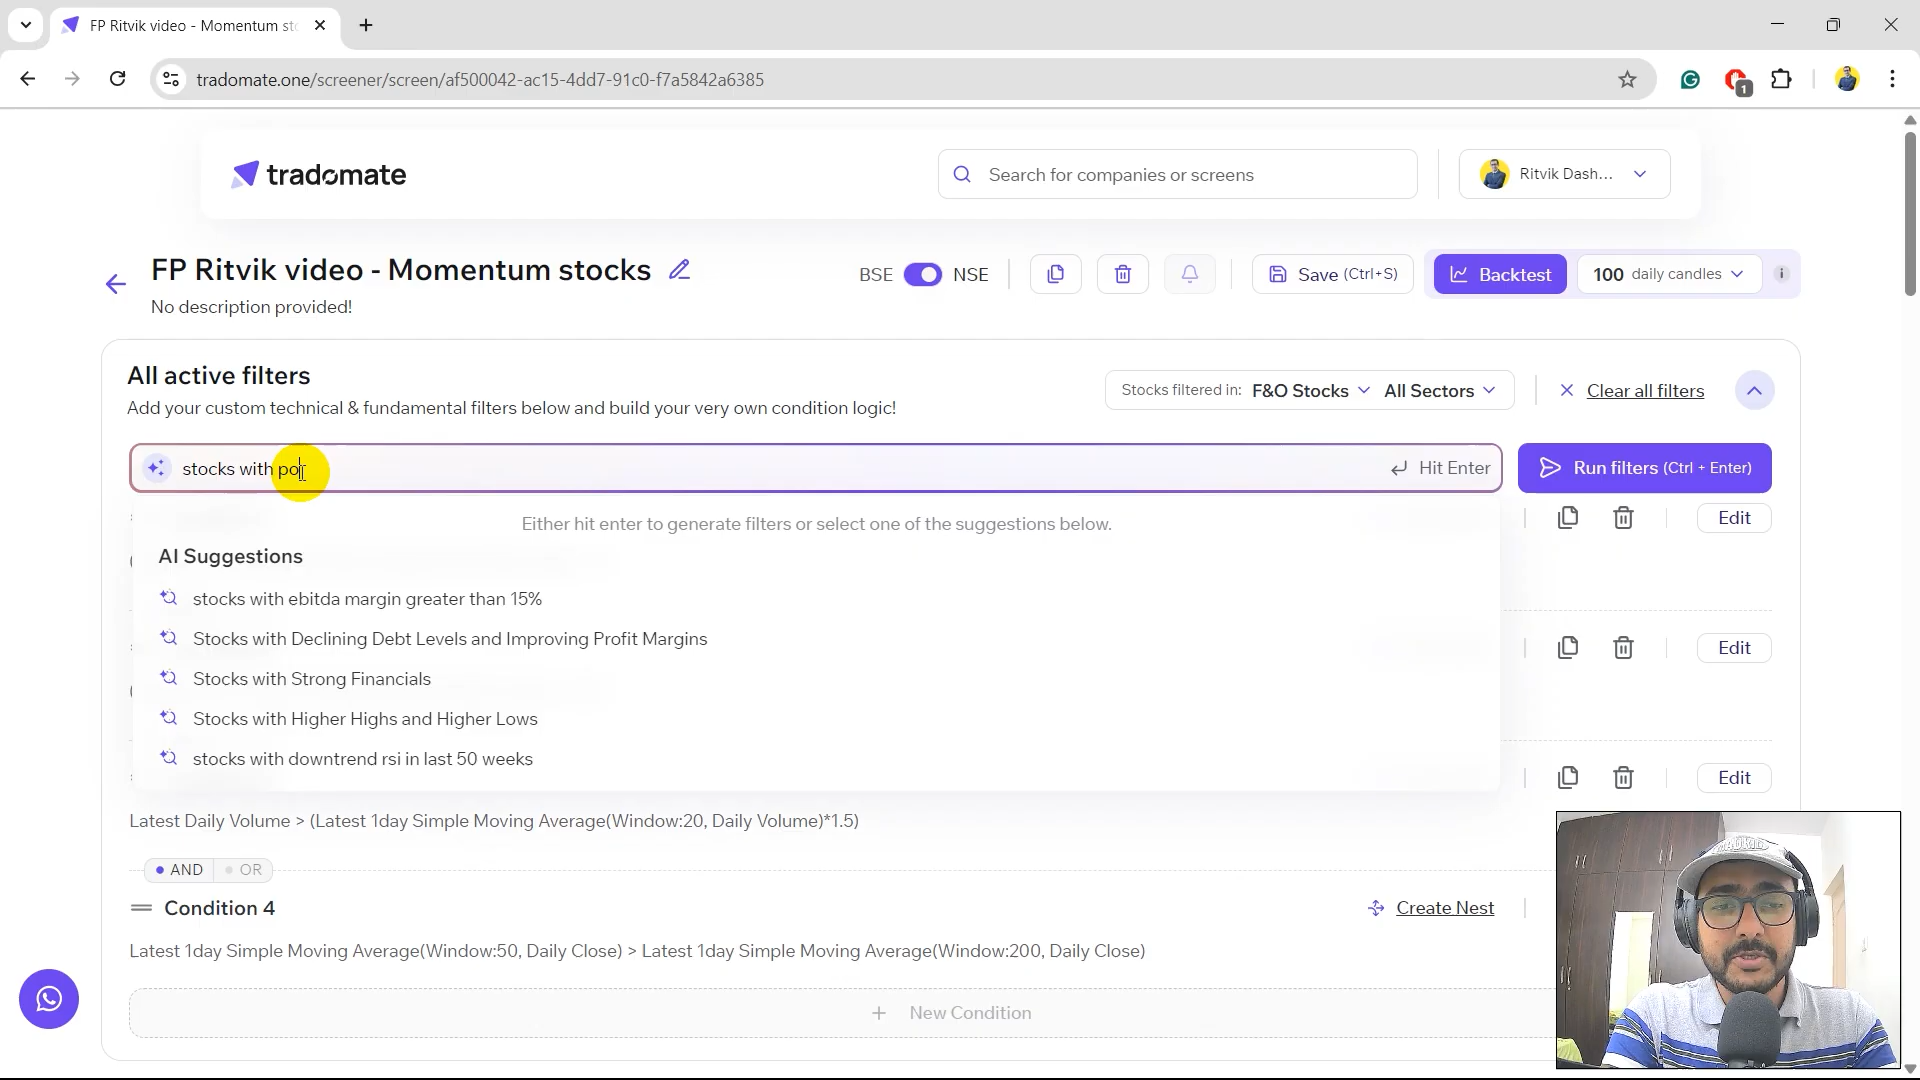 FP Ritvik video - Momentum sto
tradomate.one/screener/screen/af500042-ac15-4dd7-91c0-f7a5842a6385
1
tradomate
Search for companies or screens
Ritvik Dash...
FP Ritvik video - Momentum stocks
No description provided!
BSE NSE
Save (Ctrl+S)
Backtest
100 daily candles
All active filters
Add your custom technical & fundamental filters below and build your very own condition logic!
Stocks filtered in: F&O Stocks All Sectors
Clear all filters
stocks with po
Hit Enter
Run filters (Ctrl + Enter)
Either hit enter to generate filters or select one of the suggestions below.
Edit
AI Suggestions
stocks with ebitda margin greater than 15%
Stocks with Declining Debt Levels and Improving Profit Margins
Edit
Stocks with Strong Financials
Stocks with Higher Highs and Higher Lows
stocks with downtrend rsi in last 50 weeks
Edit
Latest Daily Volume > (Latest 1day Simple Moving Average(Window:20, Daily Volume)*1.5)
AND OR
Condition 4
Create Nest
Latest 1day Simple Moving Average(Window:50, Daily Close) > Latest 1day Simple Moving Average(Window:200, Daily Close)
+ New Condition